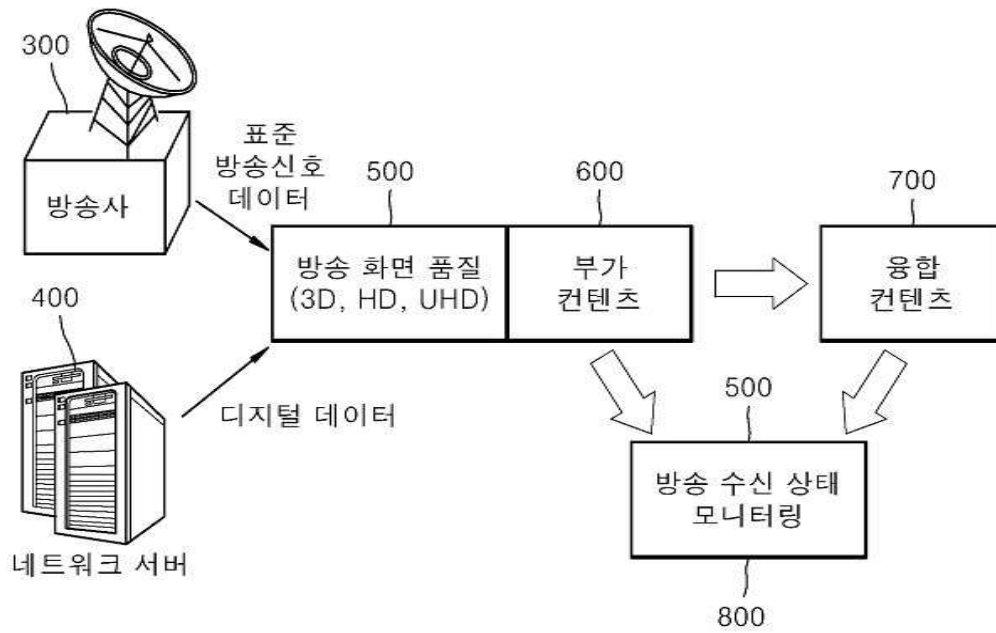 300
방송사
표준
방송신호
데이터
400
네트워크 서버
디지털 데이터
500
방송 화면 품질
(3D, HD, UHD)
600
부가
컨텐츠
700
융합
컨텐츠
500
방송 수신 상태
모니터링
800